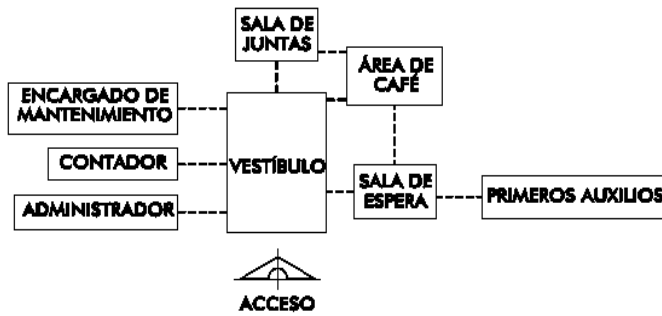 SALA DE
JUNTAS
ÁREA DE
CAFÉ
ENCARGADO DE
MANTENIMIENTO
CONTADOR
VESTÍBULO
ADMINISTRADOR
SALA DE
ESPERA
PRIMEROS AUXILIOS
ACCESO